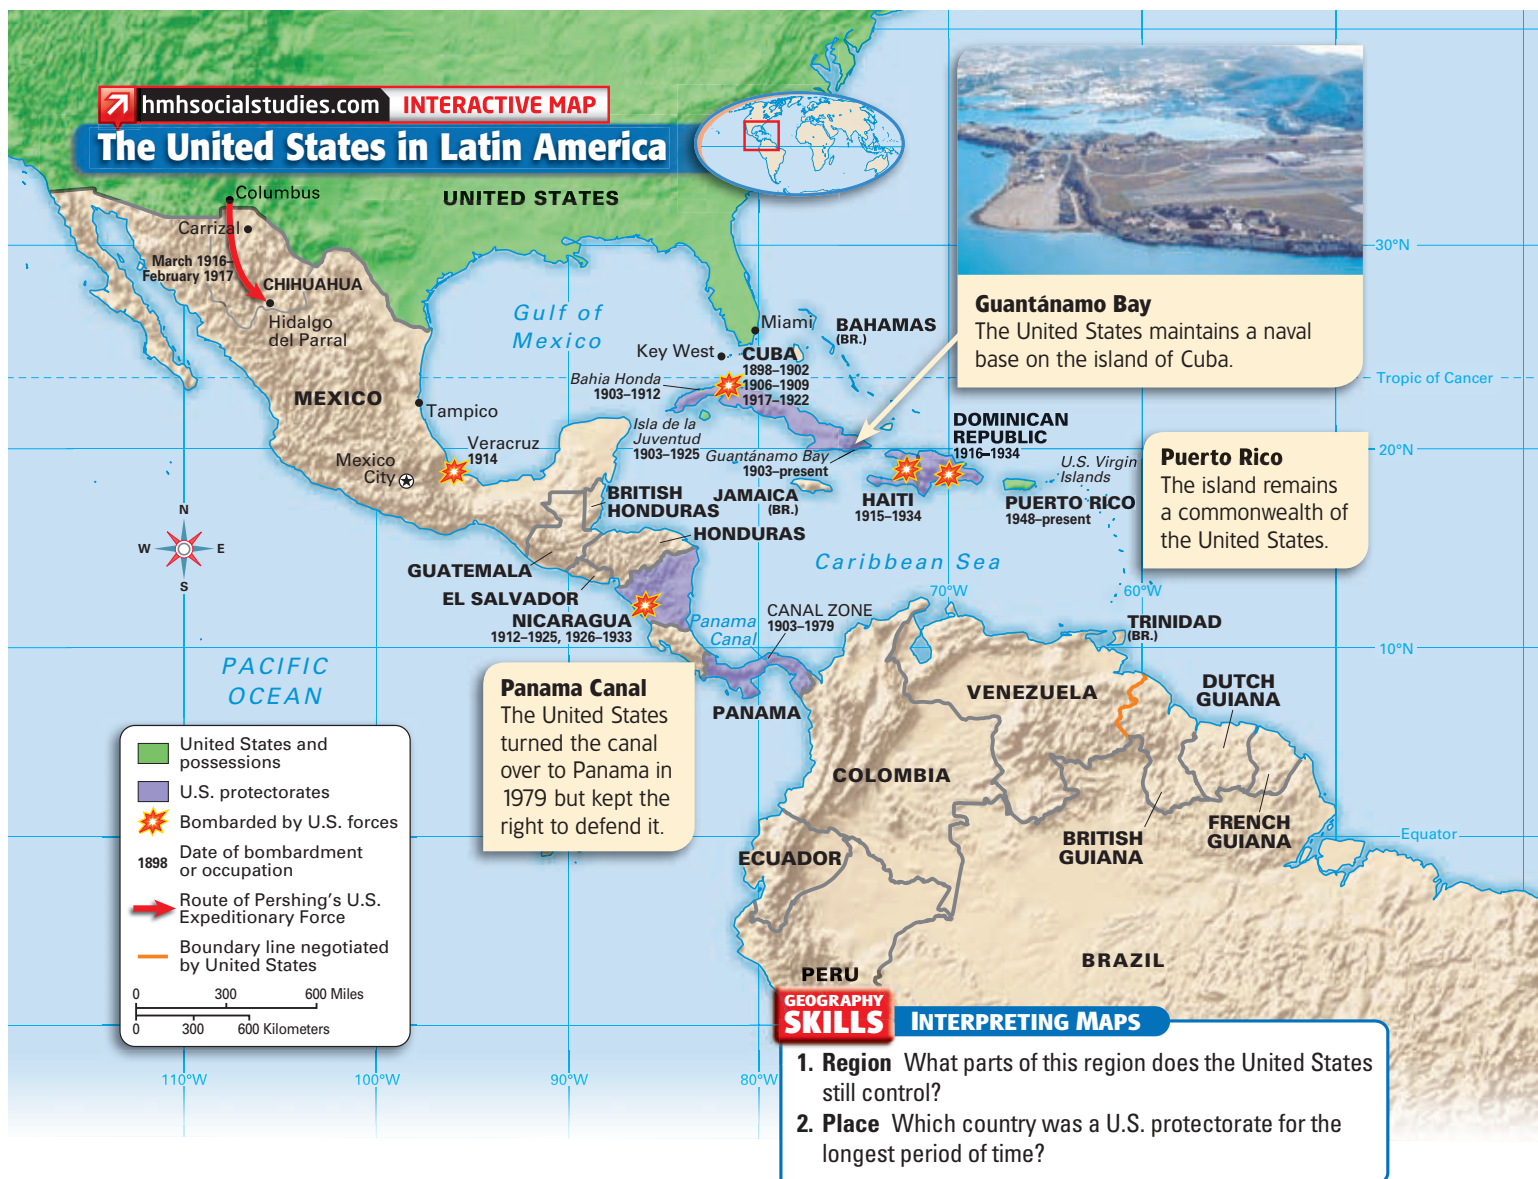 hmhsocialstudies.com INTERACTIVE MAP
The United States in Latin America
UNITED STATES
Columbus
Carrizal
March 1916–
February 1917
CHIHUAHUA
Hidalgo
del Parral
MEXICO
Tampico
Mexico
City
Veracruz
1914
Gulf of
Mexico
Miami
Key West
BAHAMAS
(BR.)
CUBA
1898–1902
1906–1909
1917–1922
Bahia Honda
1903–1912
Isla de la
Juventud
1903–1925
Guantánamo Bay
1903–present
JAMAICA
(BR.)
HAITI
1915–1934
DOMINICAN
REPUBLIC
1916–1934
U.S. Virgin
Islands
PUERTO RICO
1948–present
Guantánamo Bay
The United States maintains a naval
base on the island of Cuba.
Puerto Rico
The island remains
a commonwealth of
the United States.
30°N
Tropic of Cancer
20°N
10°N
Equator
N
W
E
S
BRITISH
HONDURAS
HONDURAS
GUATEMALA
EL SALVADOR
NICARAGUA
1912–1925, 1926–1933
Caribbean Sea
70°W
60°W
Panama
Canal
CANAL ZONE
1903–1979
PANAMA
TRINIDAD
(BR.)
PACIFIC
OCEAN
Panama Canal
The United States
turned the canal
over to Panama in
1979 but kept the
right to defend it.
VENEZUELA
DUTCH
GUIANA
COLOMBIA
BRITISH
GUIANA
FRENCH
GUIANA
ECUADOR
PERU
BRAZIL
United States and
possessions
U.S. protectorates
Bombarded by U.S. forces
1898 Date of bombardment
or occupation
Route of Pershing's U.S.
Expeditionary Force
Boundary line negotiated
by United States
0 300 600 Miles
0 300 600 Kilometers
110°W
100°W
90°W
80°W
GEOGRAPHY
SKILLS INTERPRETING MAPS
1. Region What parts of this region does the United States
still control?
2. Place Which country was a U.S. protectorate for the
longest period of time?